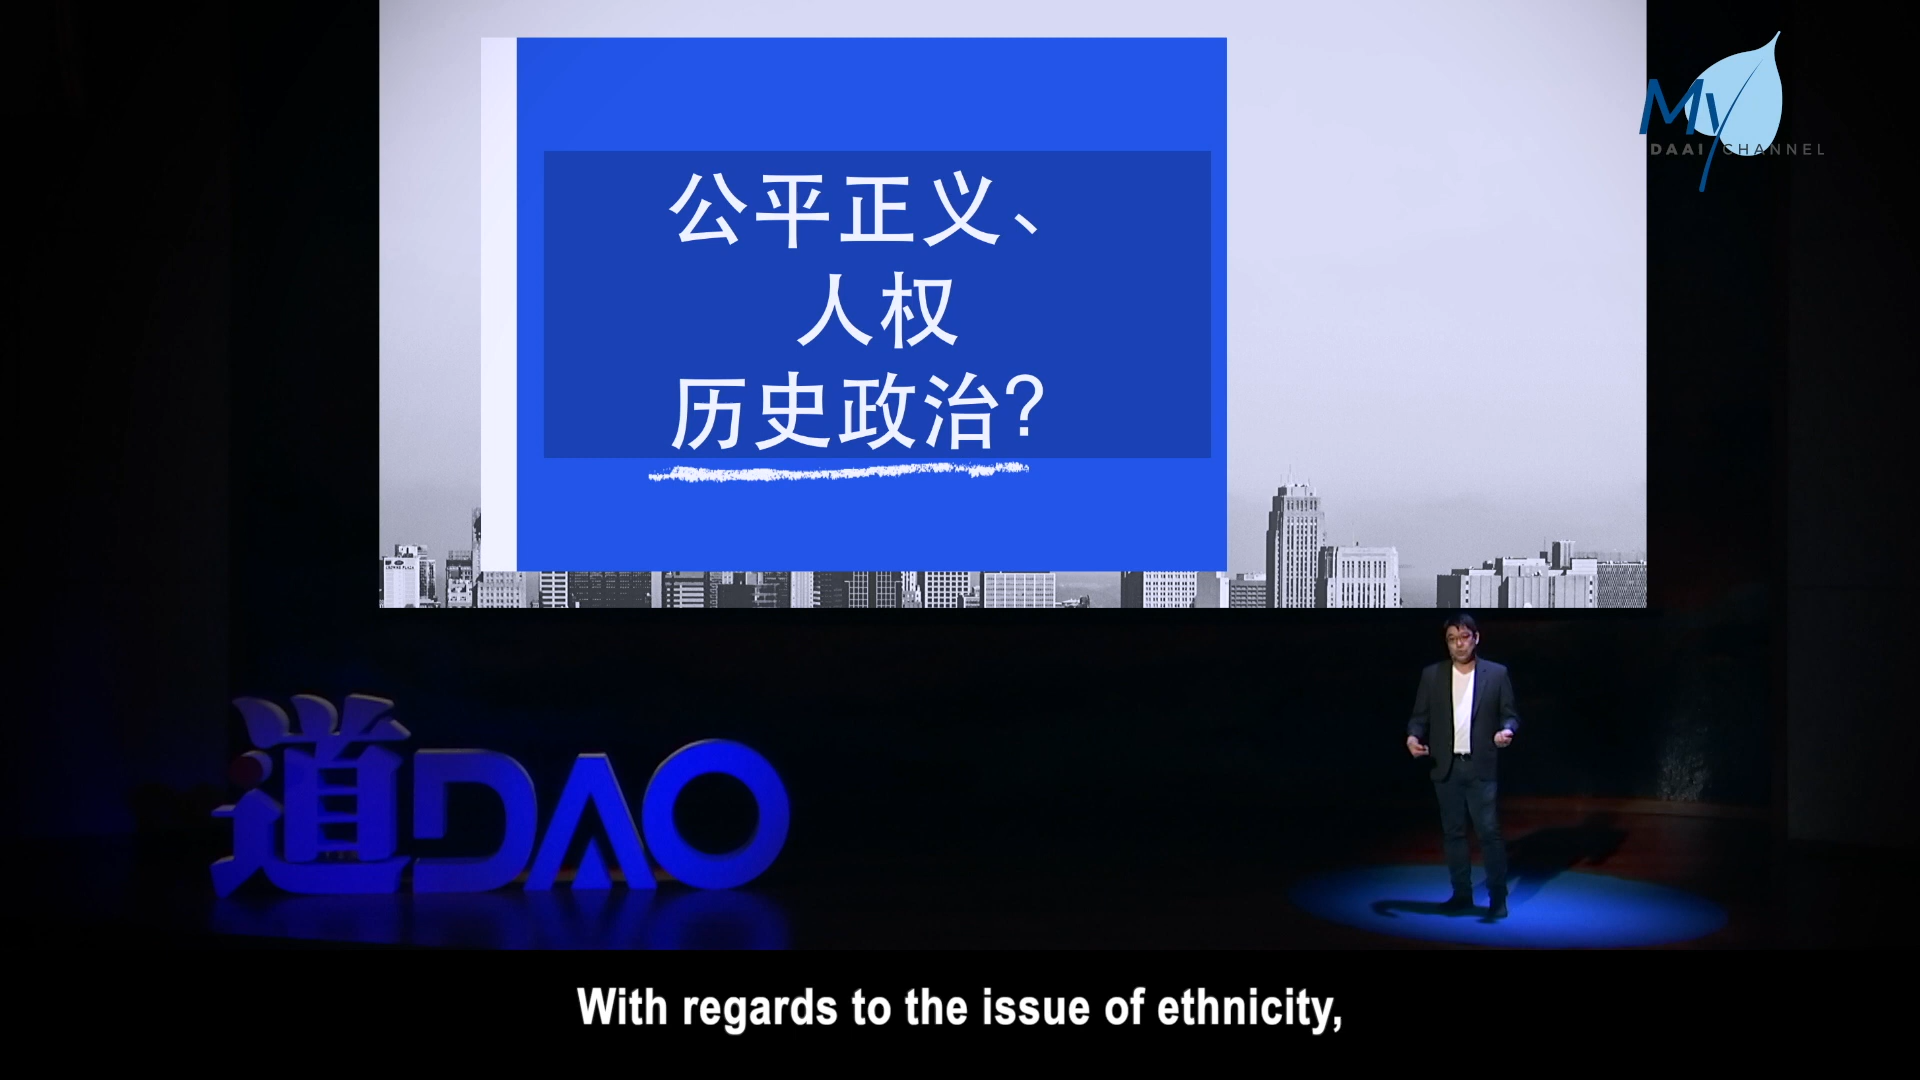 公平正义、
人权
历史政治?
My
DAAI CHANNEL
道DAO
With regards to the issue of ethnicity,